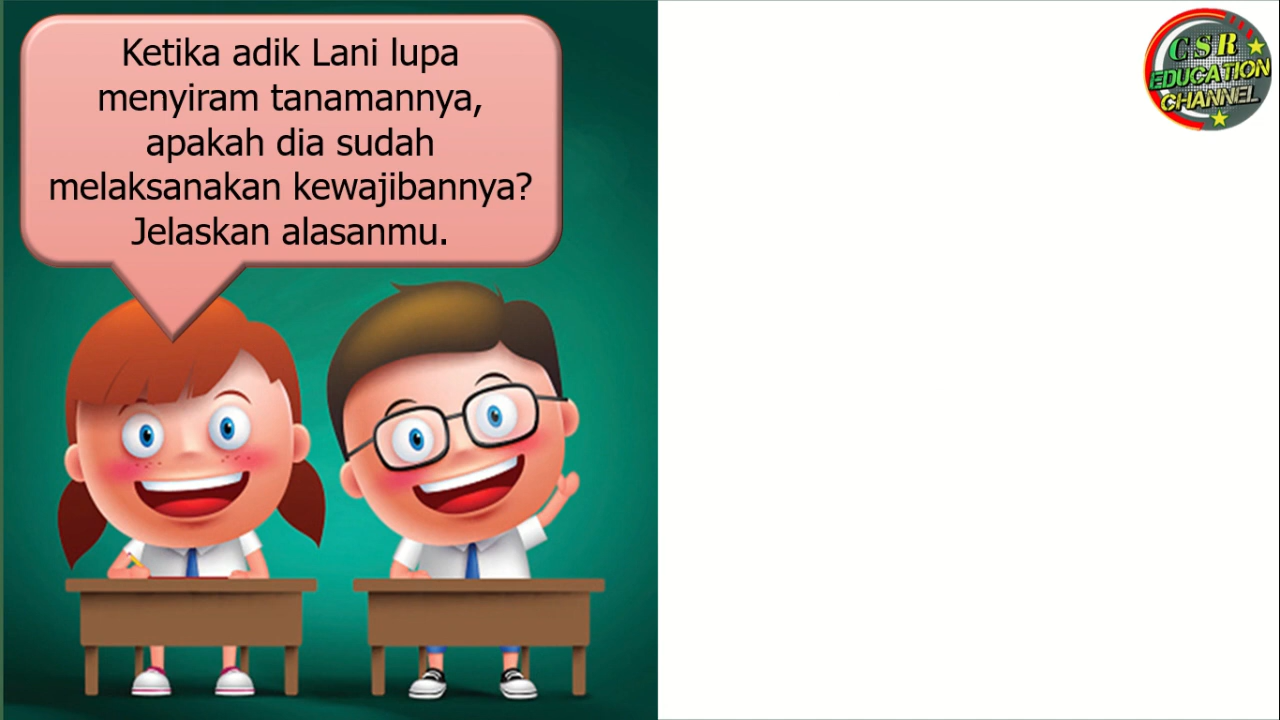 Ketika adik Lani lupa
menyiram tanamannya,
apakah dia sudah
melaksanakan kewajibannya?
Jelaskan alasanmu.
CSR
EDUCATION
CHANNEL